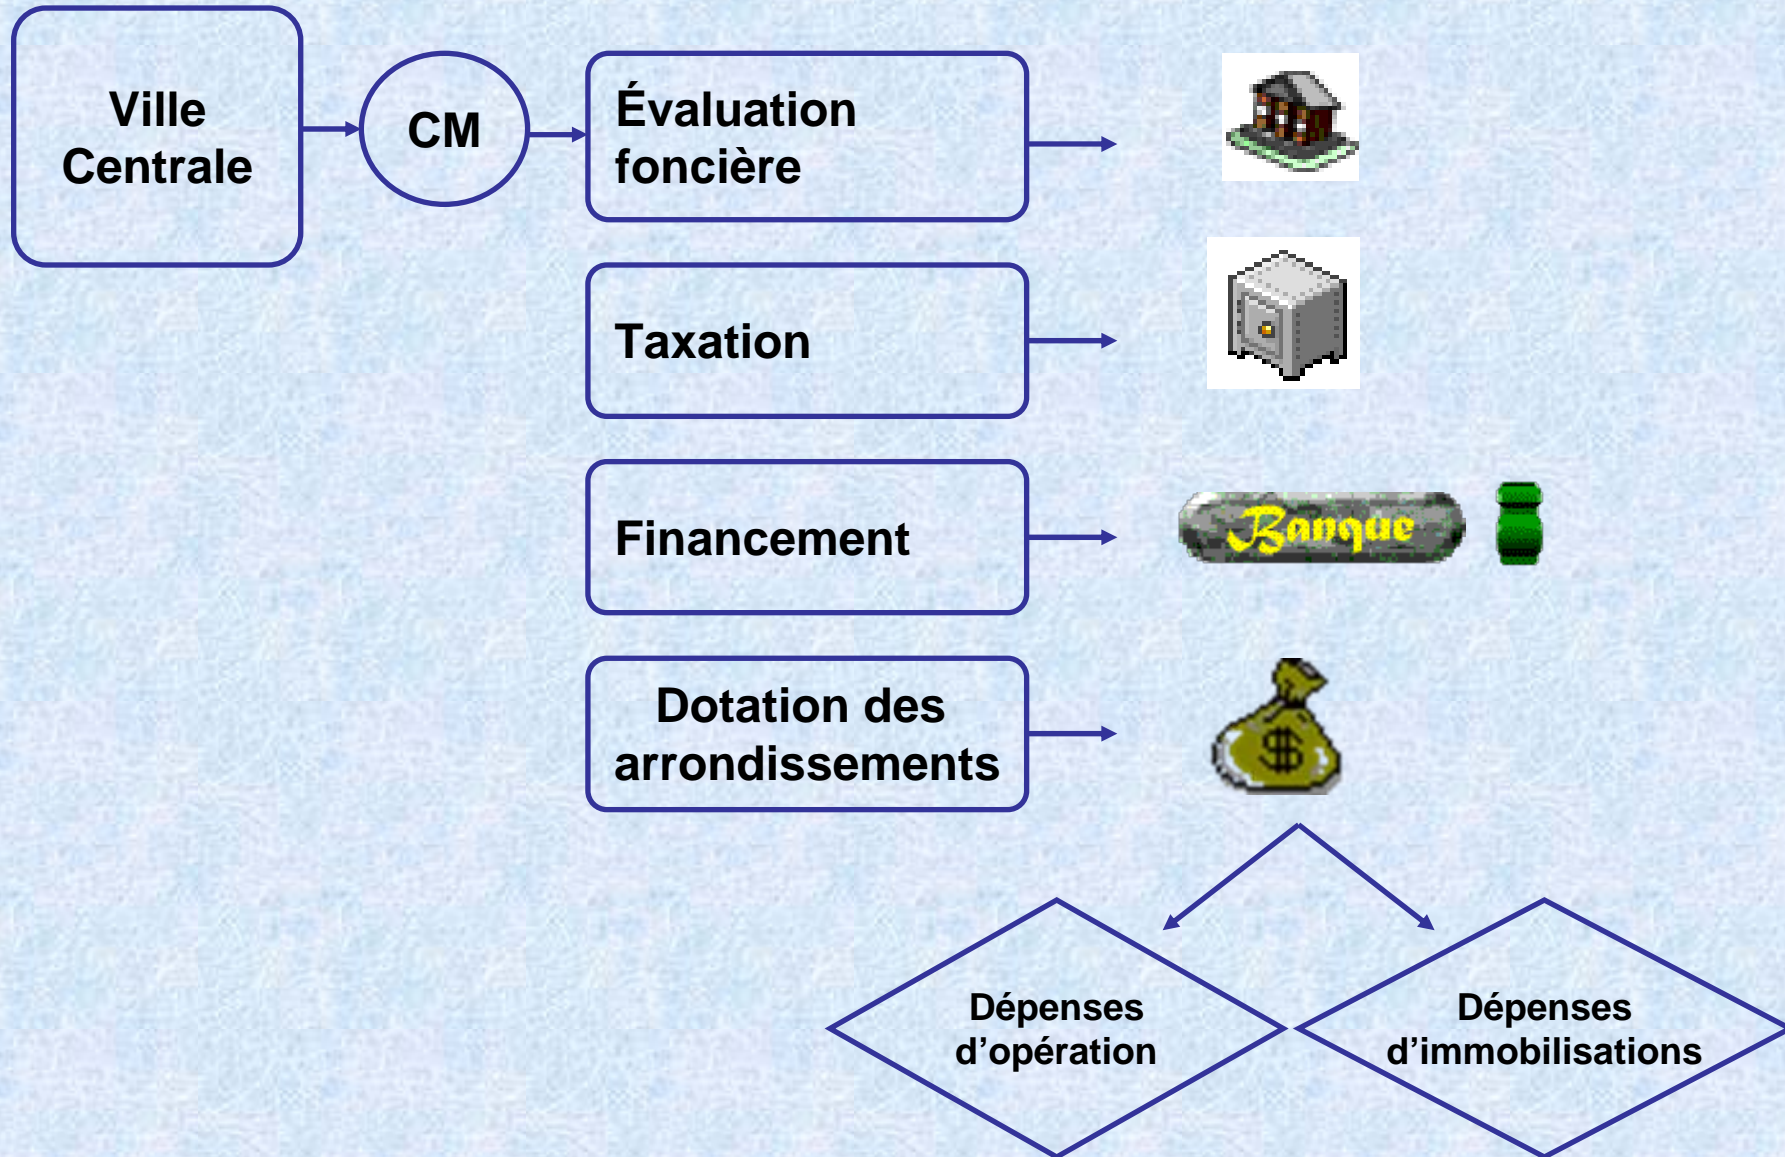 Ville
Centrale
CM
Évaluation
foncière
Taxation
Financement
Banque
Dotation des
arrondissements
$
Dépenses
d’opération
Dépenses
d’immobilisations